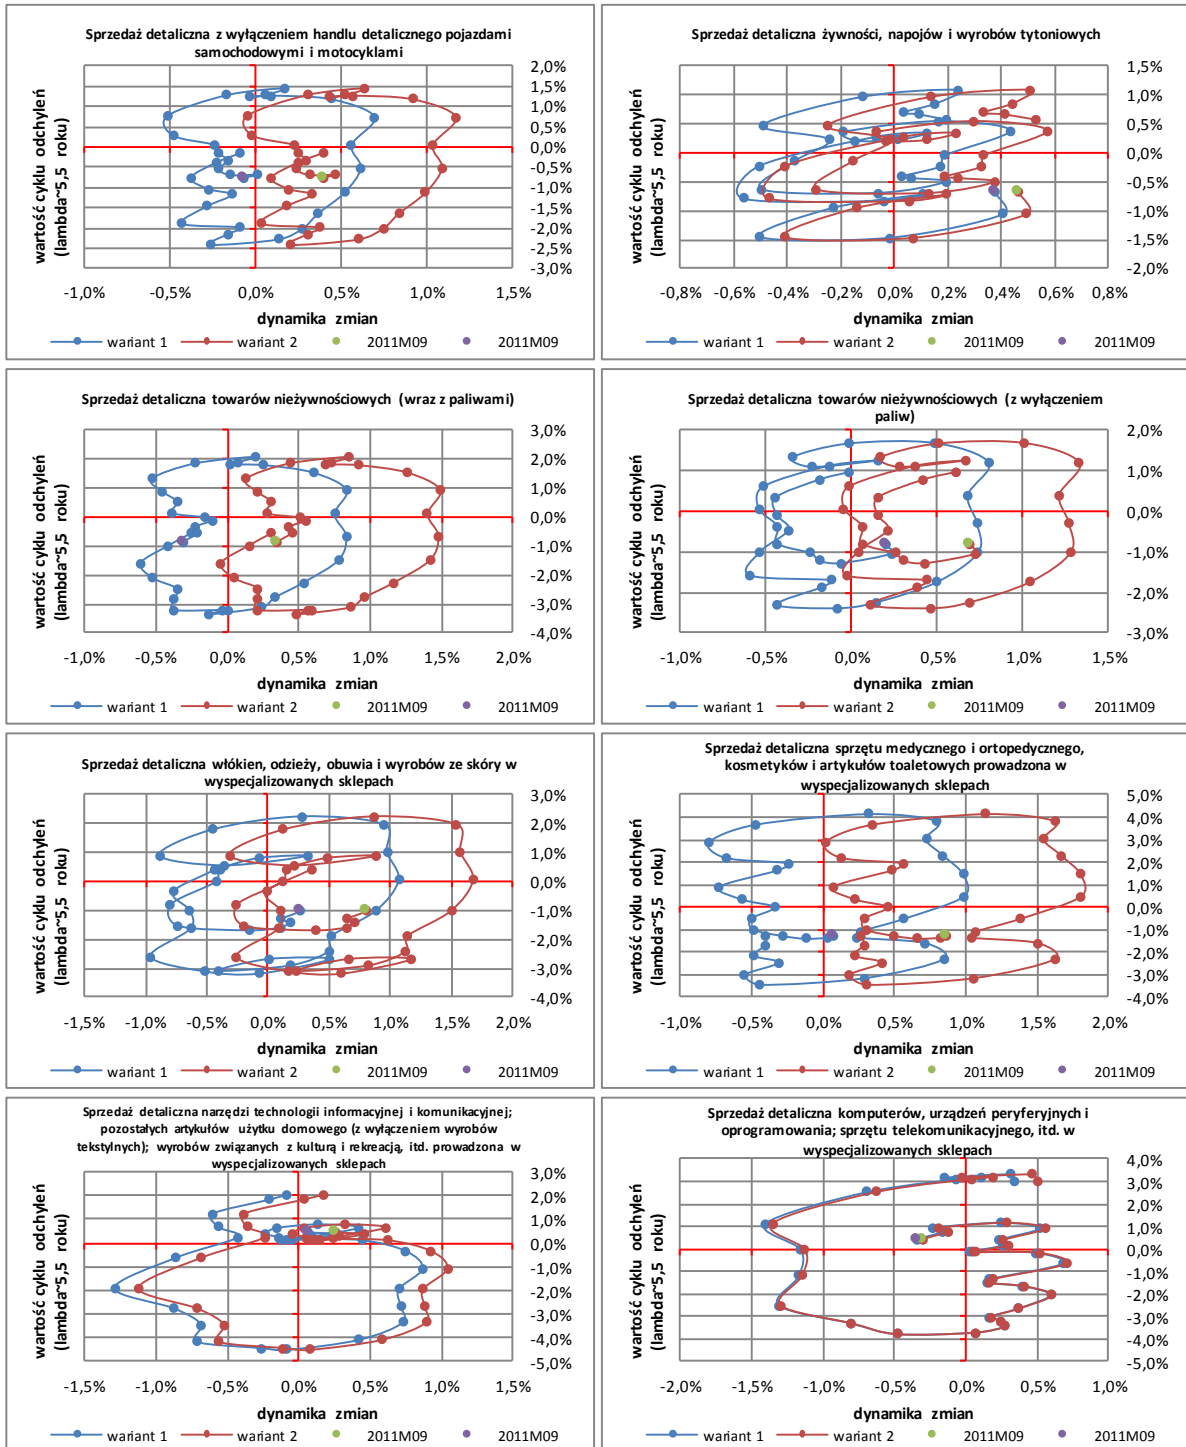 Sprzedaż detaliczna z wyłączeniem handlu detalicznego pojazdami
samochodowymi i motocyklami
2,0%
1,5%
1,0%
0,5%
0,0%
-0,5%
-1,0%
-1,5%
-2,0%
-2,5%
-3,0%
wartość cyklu odchyleń
(lambda~5,5 roku)
-1,0% -0,5% 0,0% 0,5% 1,0% 1,5%
dynamika zmian
wariant 1 wariant 2 2011M09 2011M09
Sprzedaż detaliczna żywności, napojów i wyrobów tytoniowych
1,5%
1,0%
0,5%
0,0%
-0,5%
-1,0%
-1,5%
-2,0%
wartość cyklu odchyleń
(lambda~5,5 roku)
-0,8% -0,6% -0,4% -0,2% 0,0% 0,2% 0,4% 0,6% 0,8%
dynamika zmian
wariant 1 wariant 2 2011M09 2011M09
Sprzedaż detaliczna towarów nieżywnościowych (wraz z paliwami)
3,0%
2,0%
1,0%
0,0%
-1,0%
-2,0%
-3,0%
-4,0%
wartość cyklu odchyleń
(lambda~5,5 roku)
-1,0% -0,5% 0,0% 0,5% 1,0% 1,5% 2,0%
dynamika zmian
wariant 1 wariant 2 2011M09 2011M09
Sprzedaż detaliczna towarów nieżywnościowych (z wyłączeniem
paliw)
2,0%
1,0%
0,0%
-1,0%
-2,0%
-3,0%
wartość cyklu odchyleń
(lambda~5,5 roku)
-1,0% -0,5% 0,0% 0,5% 1,0% 1,5%
dynamika zmian
wariant 1 wariant 2 2011M09 2011M09
Sprzedaż detaliczna włókien, odzieży, obuwia i wyrobów ze skóry w
wyspecjalizowanych sklepach
3,0%
2,0%
1,0%
0,0%
-1,0%
-2,0%
-3,0%
-4,0%
wartość cyklu odchyleń
(lambda~5,5 roku)
-1,5% -1,0% -0,5% 0,0% 0,5% 1,0% 1,5% 2,0%
dynamika zmian
wariant 1 wariant 2 2011M09 2011M09
Sprzedaż detaliczna sprzętu medycznego i ortopedycznego,
kosmetyków i artykułów toaletowych prowadzona w
wyspecjalizowanych sklepach
5,0%
4,0%
3,0%
2,0%
1,0%
0,0%
-1,0%
-2,0%
-3,0%
-4,0%
wartość cyklu odchyleń
(lambda~5,5 roku)
-1,0% -0,5% 0,0% 0,5% 1,0% 1,5% 2,0%
dynamika zmian
wariant 1 wariant 2 2011M09 2011M09
Sprzedaż detaliczna narzędzi technologii informacyjnej i komunikacyjnej;
pozostałych artykułów użytku domowego (z wyłączeniem wyrobów
tekstylnych); wyrobów związanych z kulturą i rekreacją, itd. prowadzona w
wyspecjalizowanych sklepach
3,0%
2,0%
1,0%
0,0%
-1,0%
-2,0%
-3,0%
-4,0%
-5,0%
wartość cyklu odchyleń
(lambda~5,5 roku)
-1,5% -1,0% -0,5% 0,0% 0,5% 1,0% 1,5%
dynamika zmian
wariant 1 wariant 2 2011M09 2011M09
Sprzedaż detaliczna komputerów, urządzeń peryferyjnych i
oprogramowania; sprzętu telekomunikacyjnego, itd. w
wyspecjalizowanych sklepach
4,0%
3,0%
2,0%
1,0%
0,0%
-1,0%
-2,0%
-3,0%
-4,0%
-5,0%
wartość cyklu odchyleń
(lambda~5,5 roku)
-2,0% -1,5% -1,0% -0,5% 0,0% 0,5% 1,0%
dynamika zmian
wariant 1 wariant 2 2011M09 2011M09